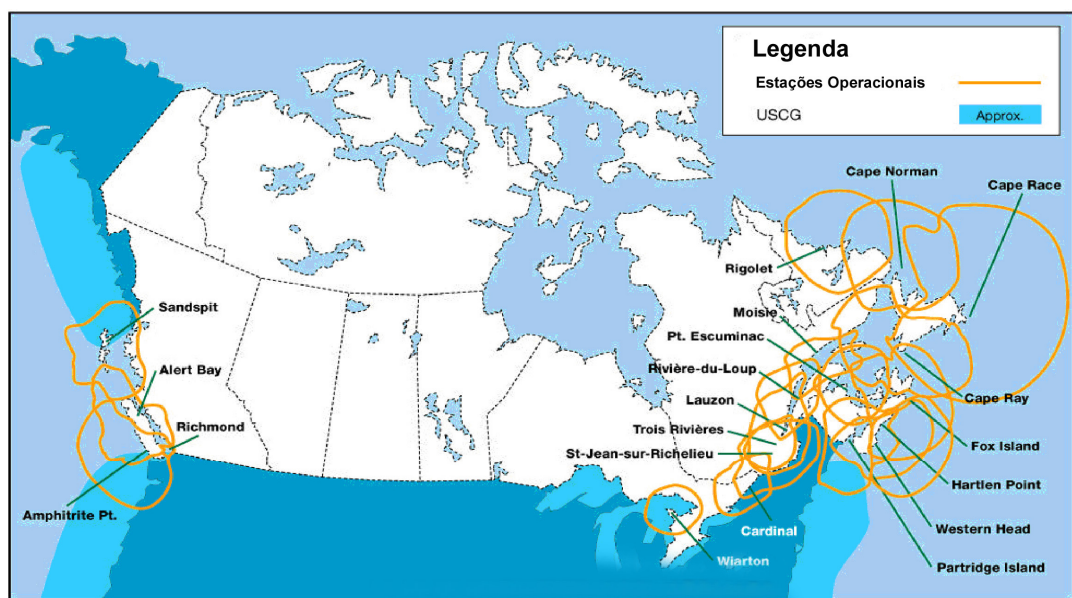 Legenda
Estações Operacionais
USCG
Approx.
Cape Norman
Cape Race
Rigolet
Moisie
Sandspit
Pt. Escuminac
Alert Bay
Rivière-du-Loup
Cape Ray
Lauzon
Richmond
Trois Rivières
Fox Island
St-Jean-sur-Richelieu
Hartlen Point
Amphitrite Pt.
Cardinal
Western Head
Wiarton
Partridge Island